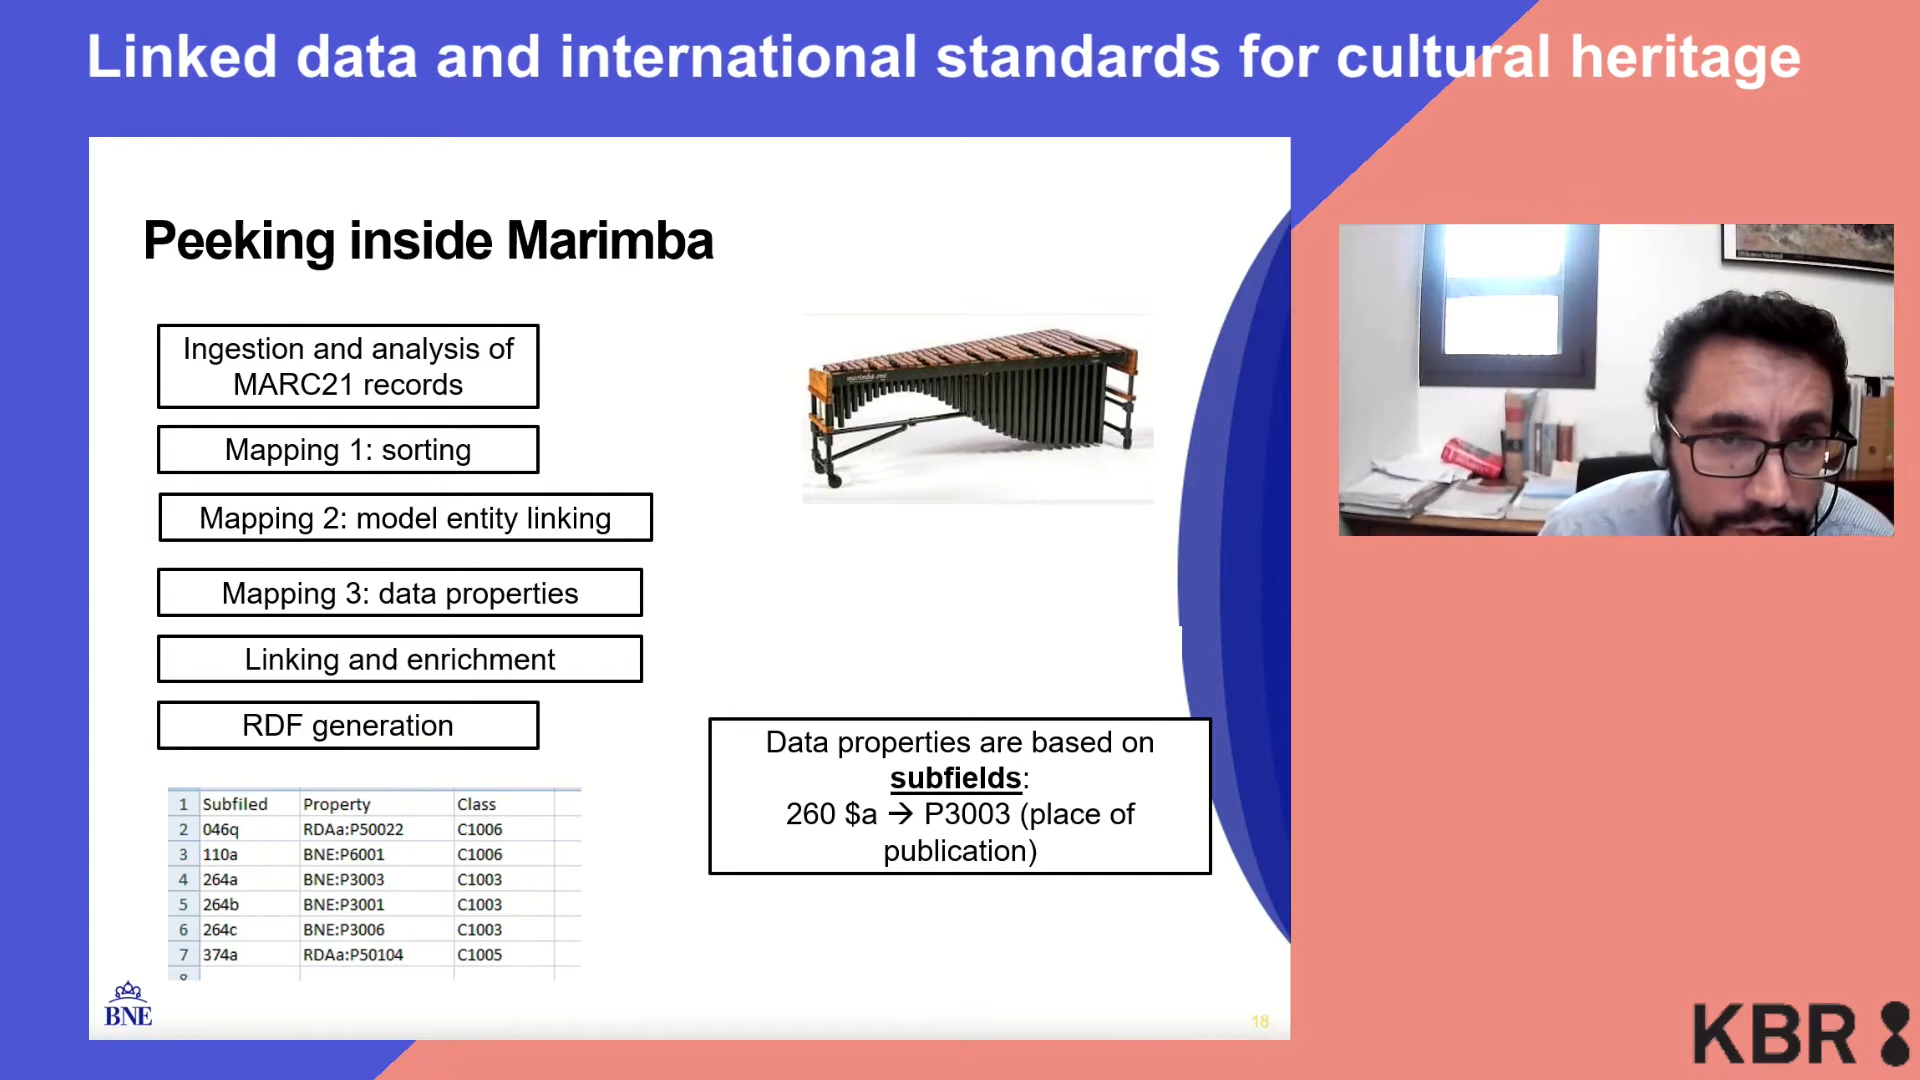 Linked data and international standards for cultural heritage
Peeking inside Marimba
Ingestion and analysis of
MARC21 records
Mapping 1: sorting
Mapping 2: model entity linking
Mapping 3: data properties
Linking and enrichment
RDF generation
marimba one
Data properties are based on
subfields:
260 $a → P3003 (place of
publication)
1 Subfiled Property Class
2 046q RDAa:P50022 C1006
3 110a BNE:P6001 C1006
4 264a BNE:P3003 C1003
5 264b BNE:P3001 C1003
6 264c BNE:P3006 C1003
7 374a RDAa:P50104 C1005
8
BNE
18
KBR